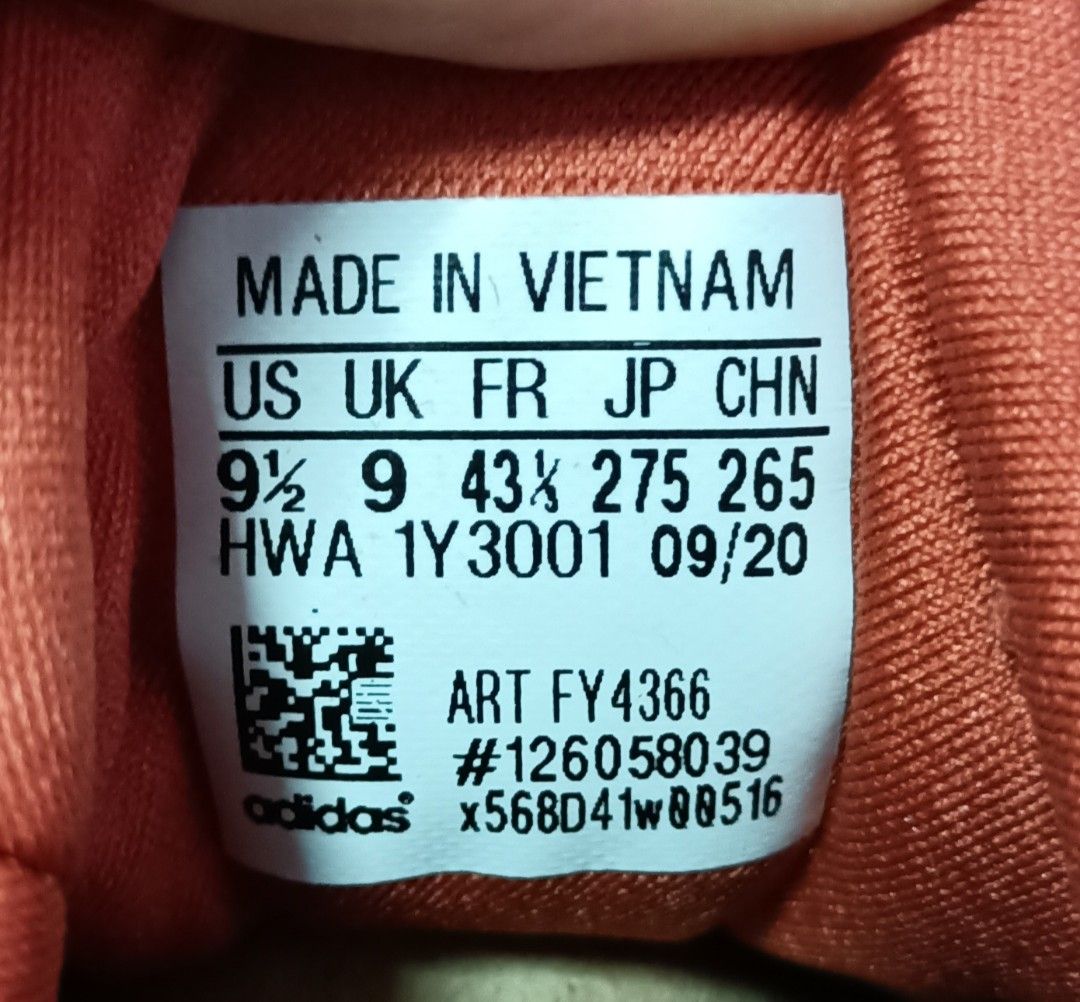 MADE IN VIETNAM
US UK FR JP CHN
9½ 9 43⅓ 275 265
HWA 1Y3001 09/20
ART FY4366
#126058039
adidas® x568D41w00516